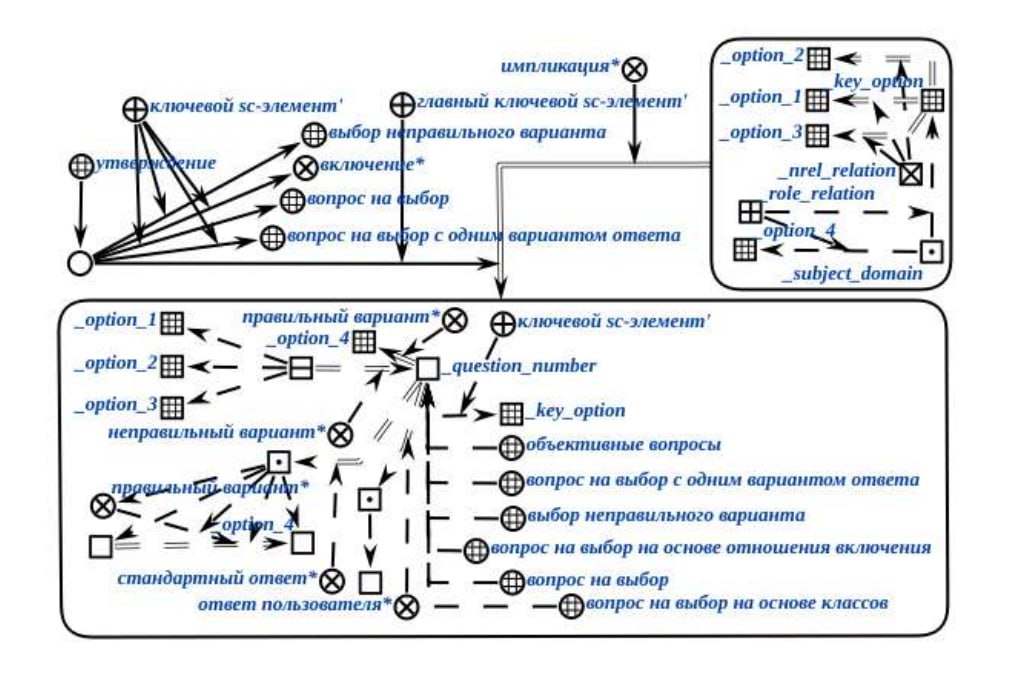 _option_2
импликация*
_key_option
ключевой sc-элемент'
главный ключевой sc-элемент'
_option_1
выбор неправильного варианта
_option_3
утверждение
включение*
_nrel_relation
вопрос на выбор
_role_relation
вопрос на выбор с одним вариантом ответа
_option_4
_subject_domain
_option_1
правильный вариант*
ключевой sc-элемент'
_option_4
_option_2
_question_number
_option_3
_key_option
неправильный вариант*
объективные вопросы
вопрос на выбор с одним вариантом ответа
правильный вариант*
выбор неправильного варианта
_option_4
вопрос на выбор на основе отношения включения
стандартный ответ*
вопрос на выбор
ответ пользователя*
вопрос на выбор на основе классов